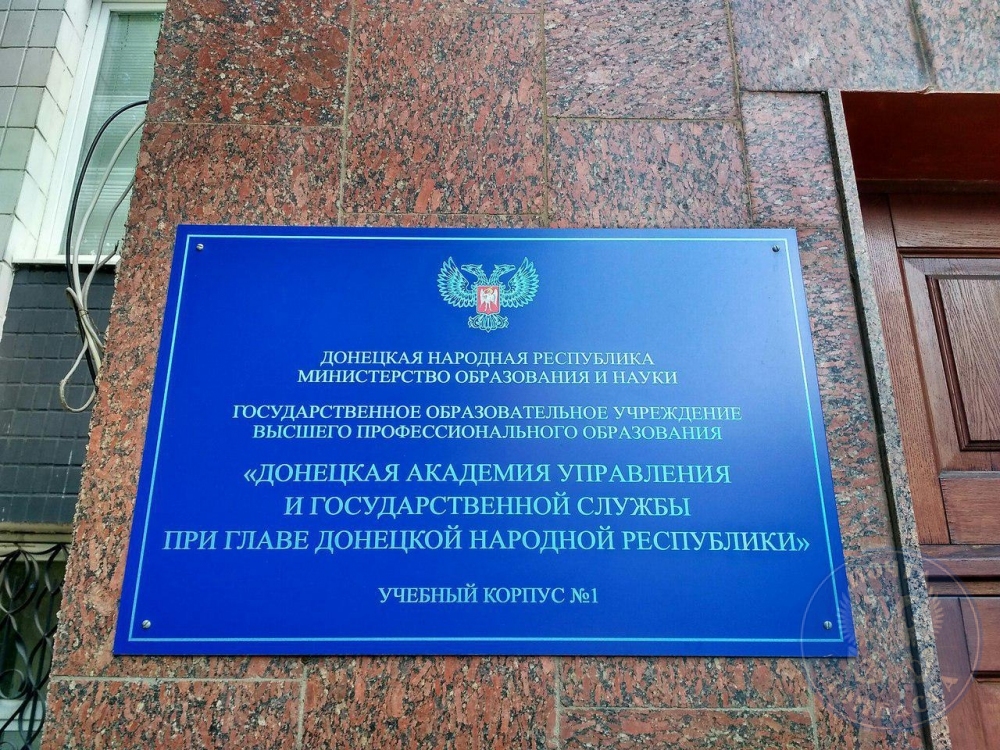 ДОНЕЦКАЯ НАРОДНАЯ РЕСПУБЛИКА
МИНИСТЕРСТВО ОБРАЗОВАНИЯ И НАУКИ
ГОСУДАРСТВЕННОЕ ОБРАЗОВАТЕЛЬНОЕ УЧРЕЖДЕНИЕ
ВЫСШЕГО ПРОФЕССИОНАЛЬНОГО ОБРАЗОВАНИЯ
«ДОНЕЦКАЯ АКАДЕМИЯ УПРАВЛЕНИЯ
И ГОСУДАРСТВЕННОЙ СЛУЖБЫ
ПРИ ГЛАВЕ ДОНЕЦКОЙ НАРОДНОЙ РЕСПУБЛИКИ»
УЧЕБНЫЙ КОРПУС №1